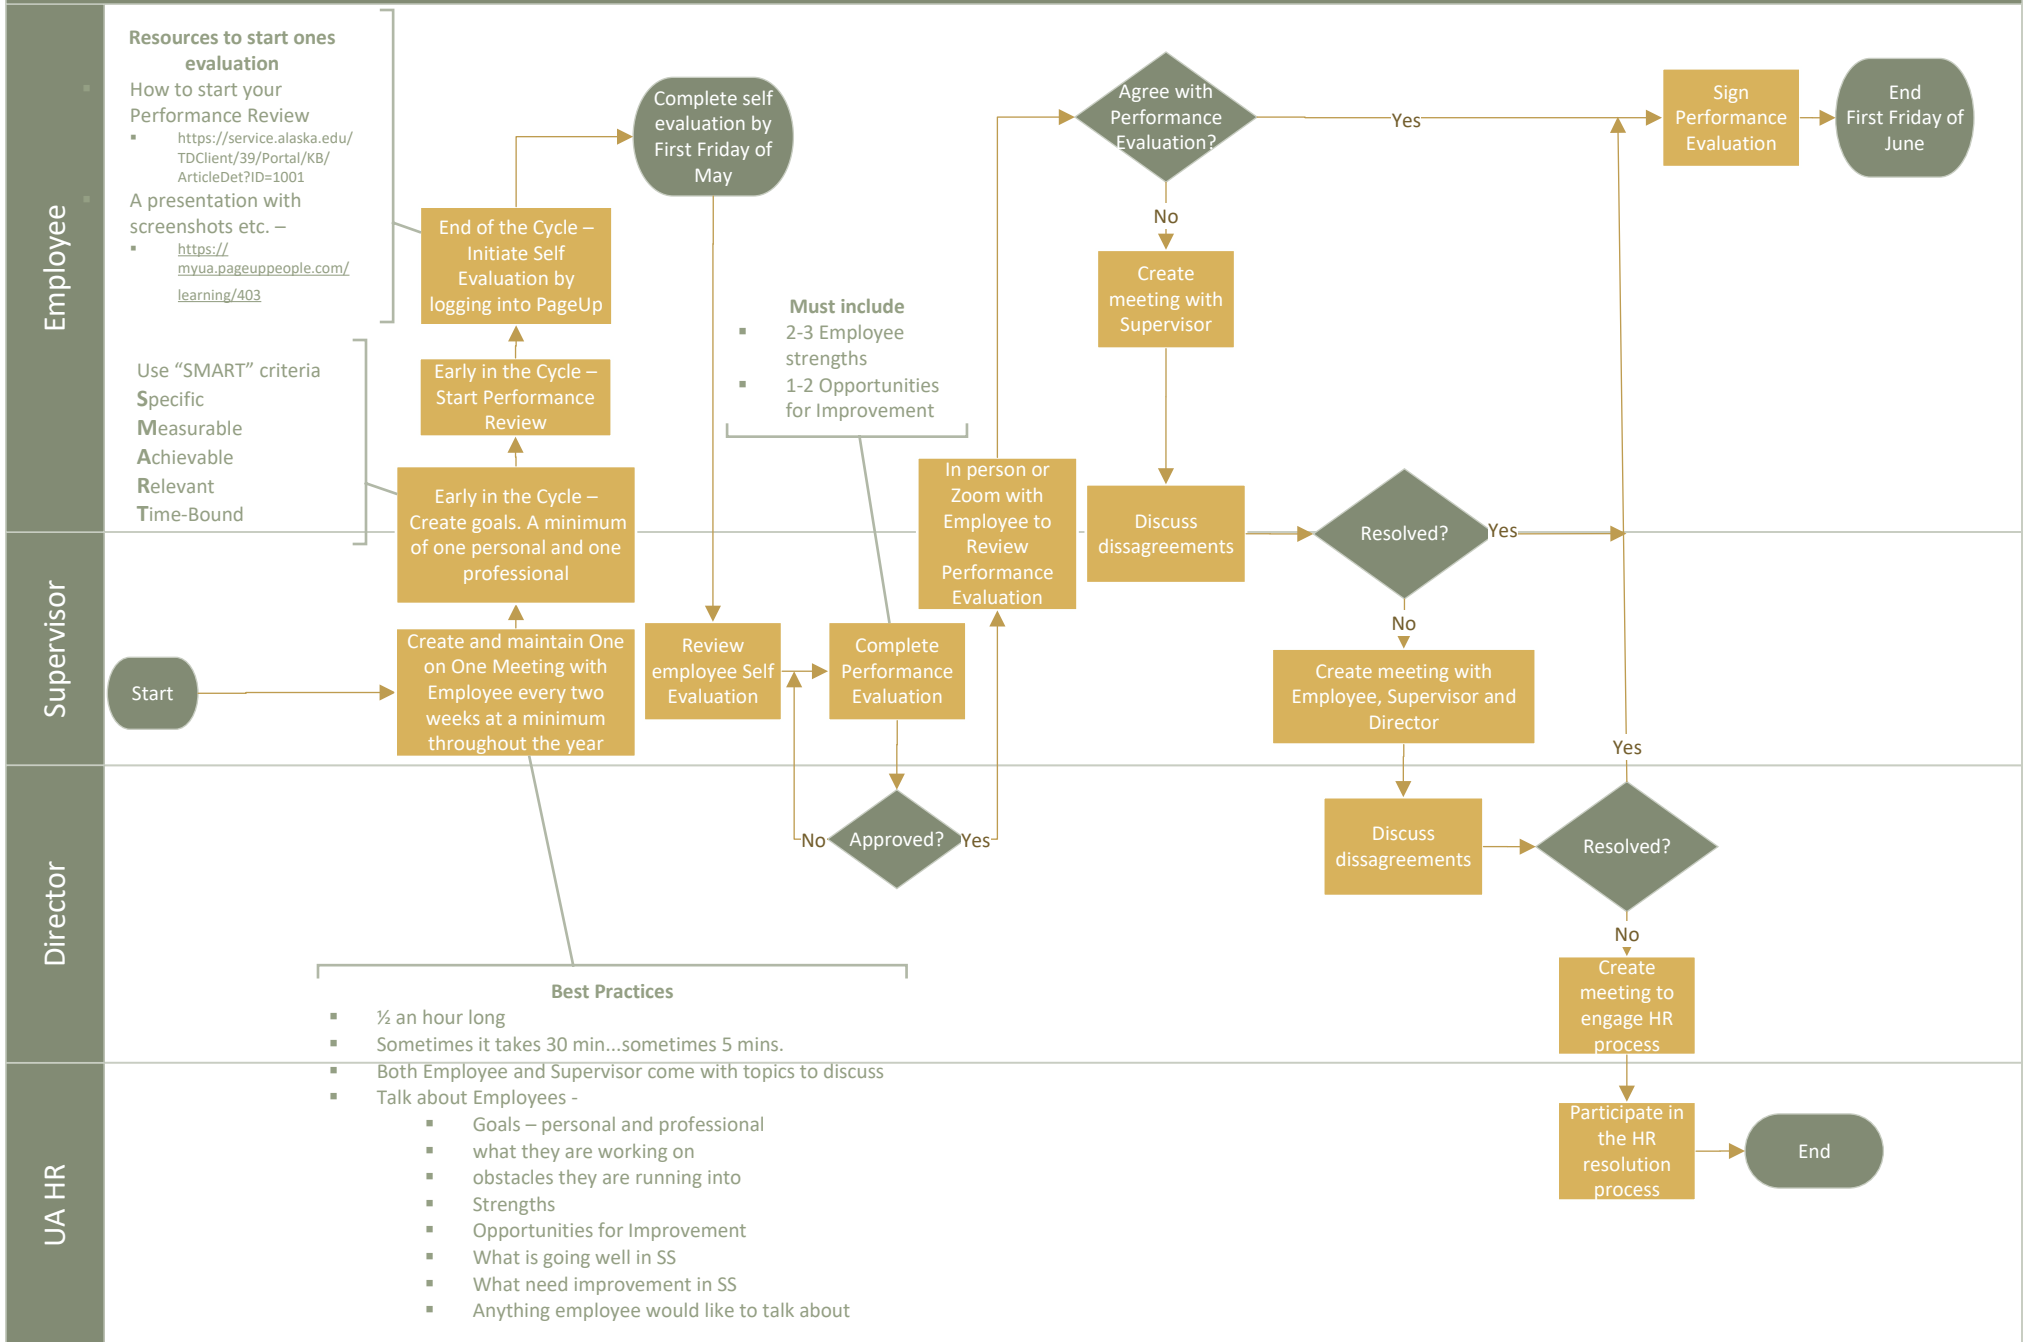 Employee
Supervisor
Director
UA HR
Resources to start ones
evaluation
▪ How to start your
Performance Review
▪ https://service.alaska.edu/
TDClient/39/Portal/KB/
ArticleDet?ID=1001
▪ A presentation with
screenshots etc. –
▪ https://
myua.pageuppeople.com/
learning/403
Use “SMART” criteria
Specific
Measurable
Achievable
Relevant
Time-Bound
Start
Create and maintain One
on One Meeting with
Employee every two
weeks at a minimum
throughout the year
Early in the Cycle –
Create goals. A minimum
of one personal and one
professional
Early in the Cycle –
Start Performance
Review
End of the Cycle –
Initiate Self
Evaluation by
logging into PageUp
Complete self
evaluation by
First Friday of
May
Review
employee Self
Evaluation
Must include
▪ 2-3 Employee
strengths
▪ 1-2 Opportunities
for Improvement
Complete
Performance
Evaluation
Approved?
No
Yes
In person or
Zoom with
Employee to
Review
Performance
Evaluation
Agree with
Performance
Evaluation?
Yes
No
Sign
Performance
Evaluation
End
First Friday of
June
Create
meeting with
Supervisor
Discuss
dissagreements
Resolved?
Yes
No
Create meeting with
Employee, Supervisor and
Director
Discuss
dissagreements
Resolved?
Yes
No
Create
meeting to
engage HR
process
Participate in
the HR
resolution
process
End
Best Practices
▪ ½ an hour long
▪ Sometimes it takes 30 min...sometimes 5 mins.
▪ Both Employee and Supervisor come with topics to discuss
▪ Talk about Employees -
▪ Goals – personal and professional
▪ what they are working on
▪ obstacles they are running into
▪ Strengths
▪ Opportunities for Improvement
▪ What is going well in SS
▪ What need improvement in SS
▪ Anything employee would like to talk about